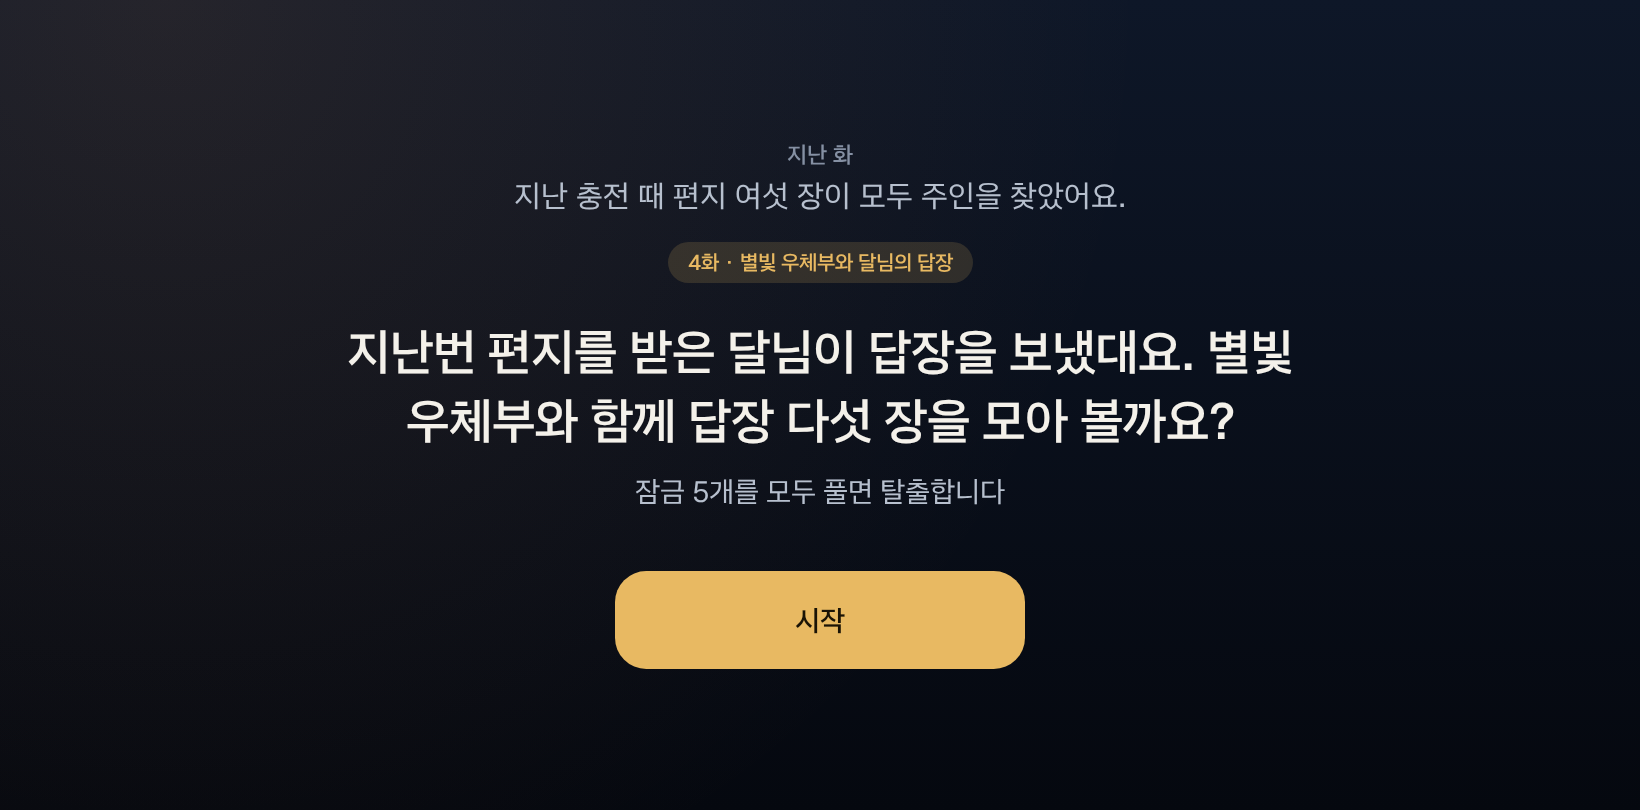 지난 화
지난 충전 때 편지 여섯 장이 모두 주인을 찾았어요.
4화 · 별빛 우체부와 달님의 답장
지난번 편지를 받은 달님이 답장을 보냈대요. 별빛
우체부와 함께 답장 다섯 장을 모아 볼까요?
잠금 5개를 모두 풀면 탈출합니다
시작